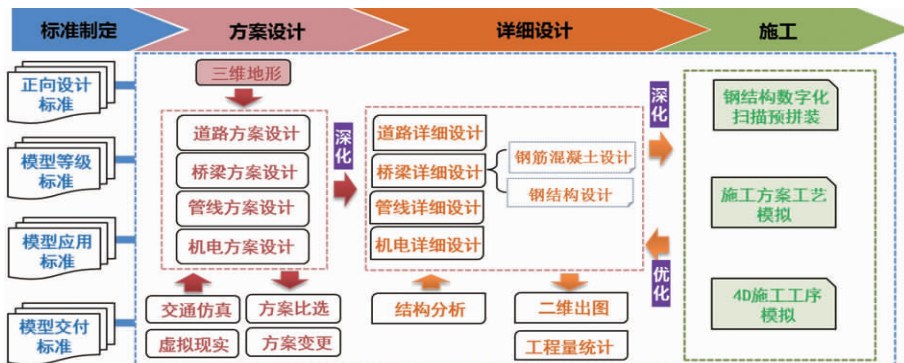 标准制定
方案设计
详细设计
施工
正向设计
标准
模型等级
标准
模型应用
标准
模型交付
标准
三维地形
道路方案设计
桥梁方案设计
管线方案设计
机电方案设计
交通仿真
方案比选
虚拟现实
方案变更
深化
道路详细设计
桥梁详细设计
管线详细设计
机电详细设计
钢筋混凝土设计
钢结构设计
结构分析
二维出图
工程量统计
深化
优化
钢结构数字化
扫描预拼装
施工方案工艺
模拟
4D施工工序
模拟